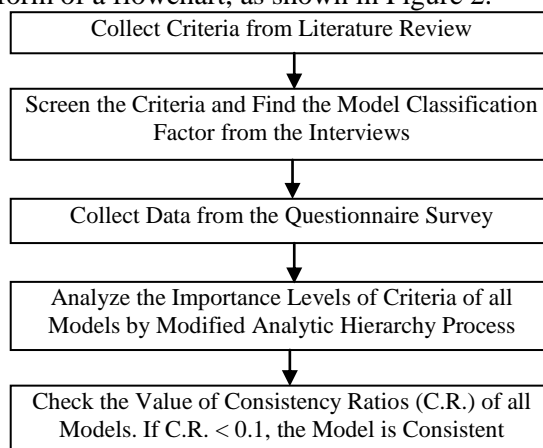 form of a flowchart, as shown in Figure 2.
Collect Criteria from Literature Review
Screen the Criteria and Find the Model Classification
Factor from the Interviews
Collect Data from the Questionnaire Survey
Analyze the Importance Levels of Criteria of all
Models by Modified Analytic Hierarchy Process
Check the Value of Consistency Ratios (C.R.) of all
Models. If C.R. < 0.1, the Model is Consistent